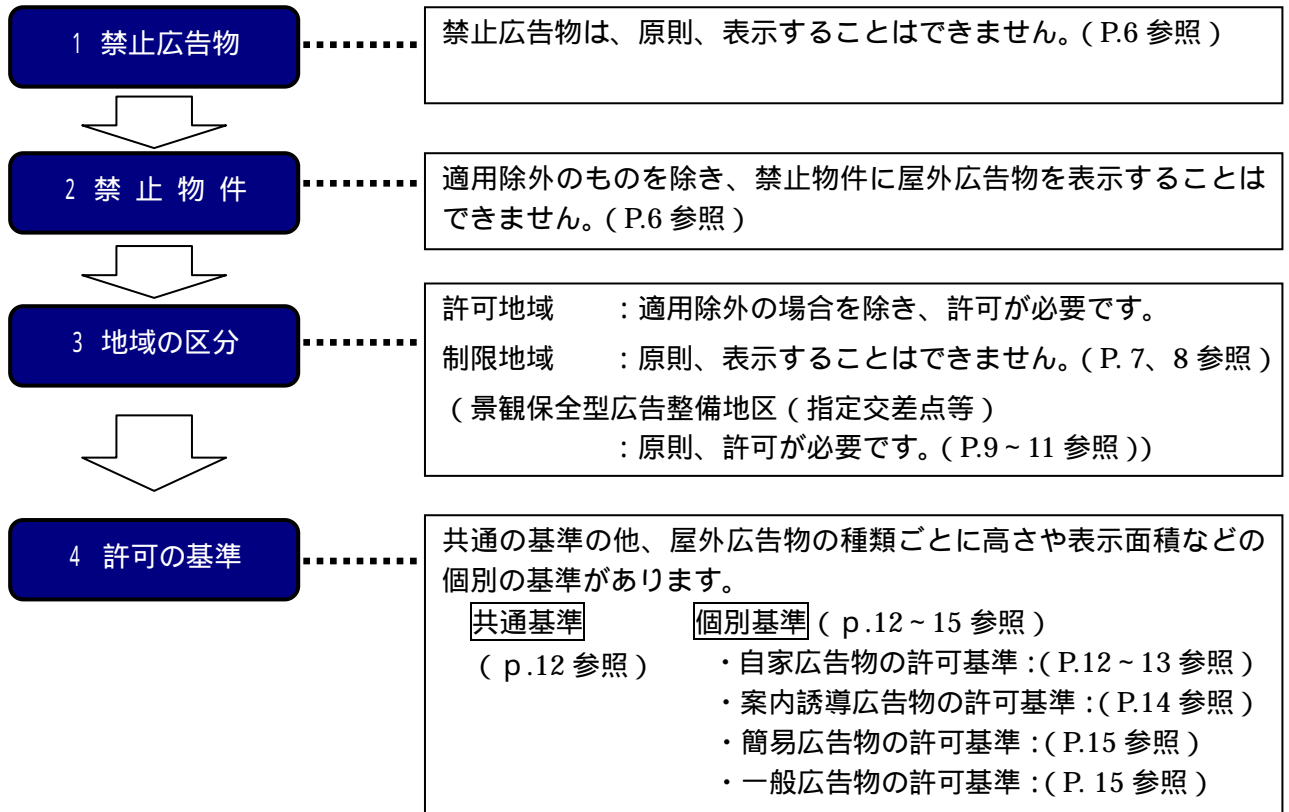 1 禁止広告物
禁止広告物は、原則、表示することはできません。( P.6 参照 )
2 禁 止 物 件
適用除外のものを除き、禁止物件に屋外広告物を表示することは
できません。( P.6 参照 )
3 地域の区分
許可地域　　：適用除外の場合を除き、許可が必要です。
制限地域　　：原則、表示することはできません。( P. 7、8 参照 )
( 景観保全型広告整備地区 ( 指定交差点等 )
：原則、許可が必要です。( P.9~11 参照 ))
4 許可の基準
共通の基準の他、屋外広告物の種類ごとに高さや表示面積などの
個別の基準があります。
共通基準　　個別基準 ( ｐ.12~15 参照 )
( ｐ.12 参照 )　　・自家広告物の許可基準：( P.12~13 参照 )
・案内誘導広告物の許可基準：( P.14 参照 )
・簡易広告物の許可基準：( P.15 参照 )
・一般広告物の許可基準：( P. 15 参照 )